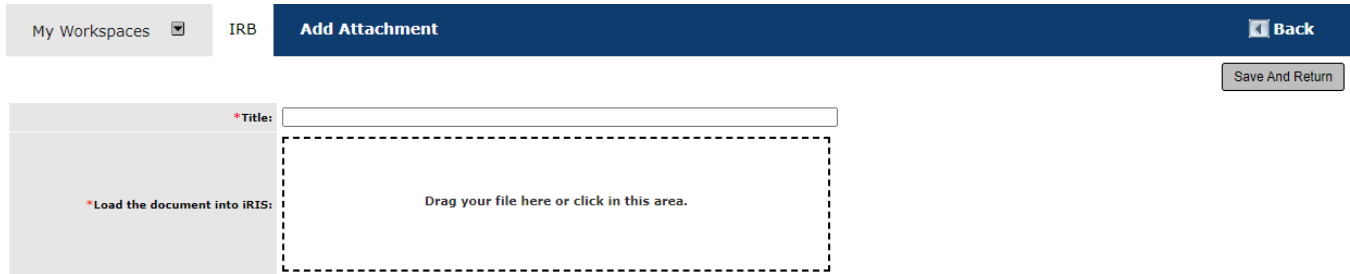 My Workspaces IRB Add Attachment Back
Save And Return
*Title:
*Load the document into iRIS: Drag your file here or click in this area.